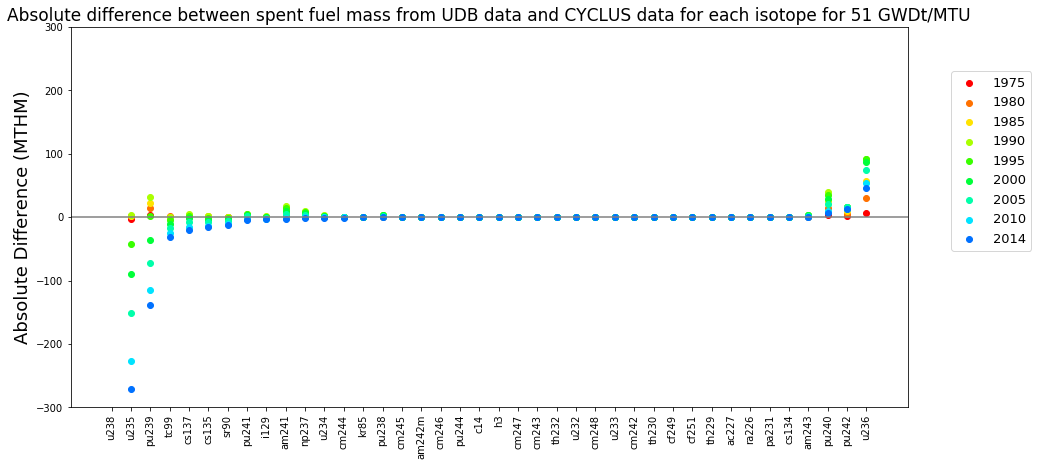 Absolute difference between spent fuel mass from UDB data and CYCLUS data for each isotope for 51 GWDt/MTU
Absolute Difference (MTHM)
300
200
100
0
−100
−200
−300
u238
u235
pu239
tc99
cs137
cs135
sr90
pu241
i129
am241
np237
u234
cm244
kr85
pu238
cm245
am242m
cm246
pu244
c14
h3
cm247
cm243
th232
u232
cm248
u233
cm242
th230
cf249
cf251
th229
ac227
ra226
pa231
cs134
am243
pu240
pu242
u236
1975
1980
1985
1990
1995
2000
2005
2010
2014